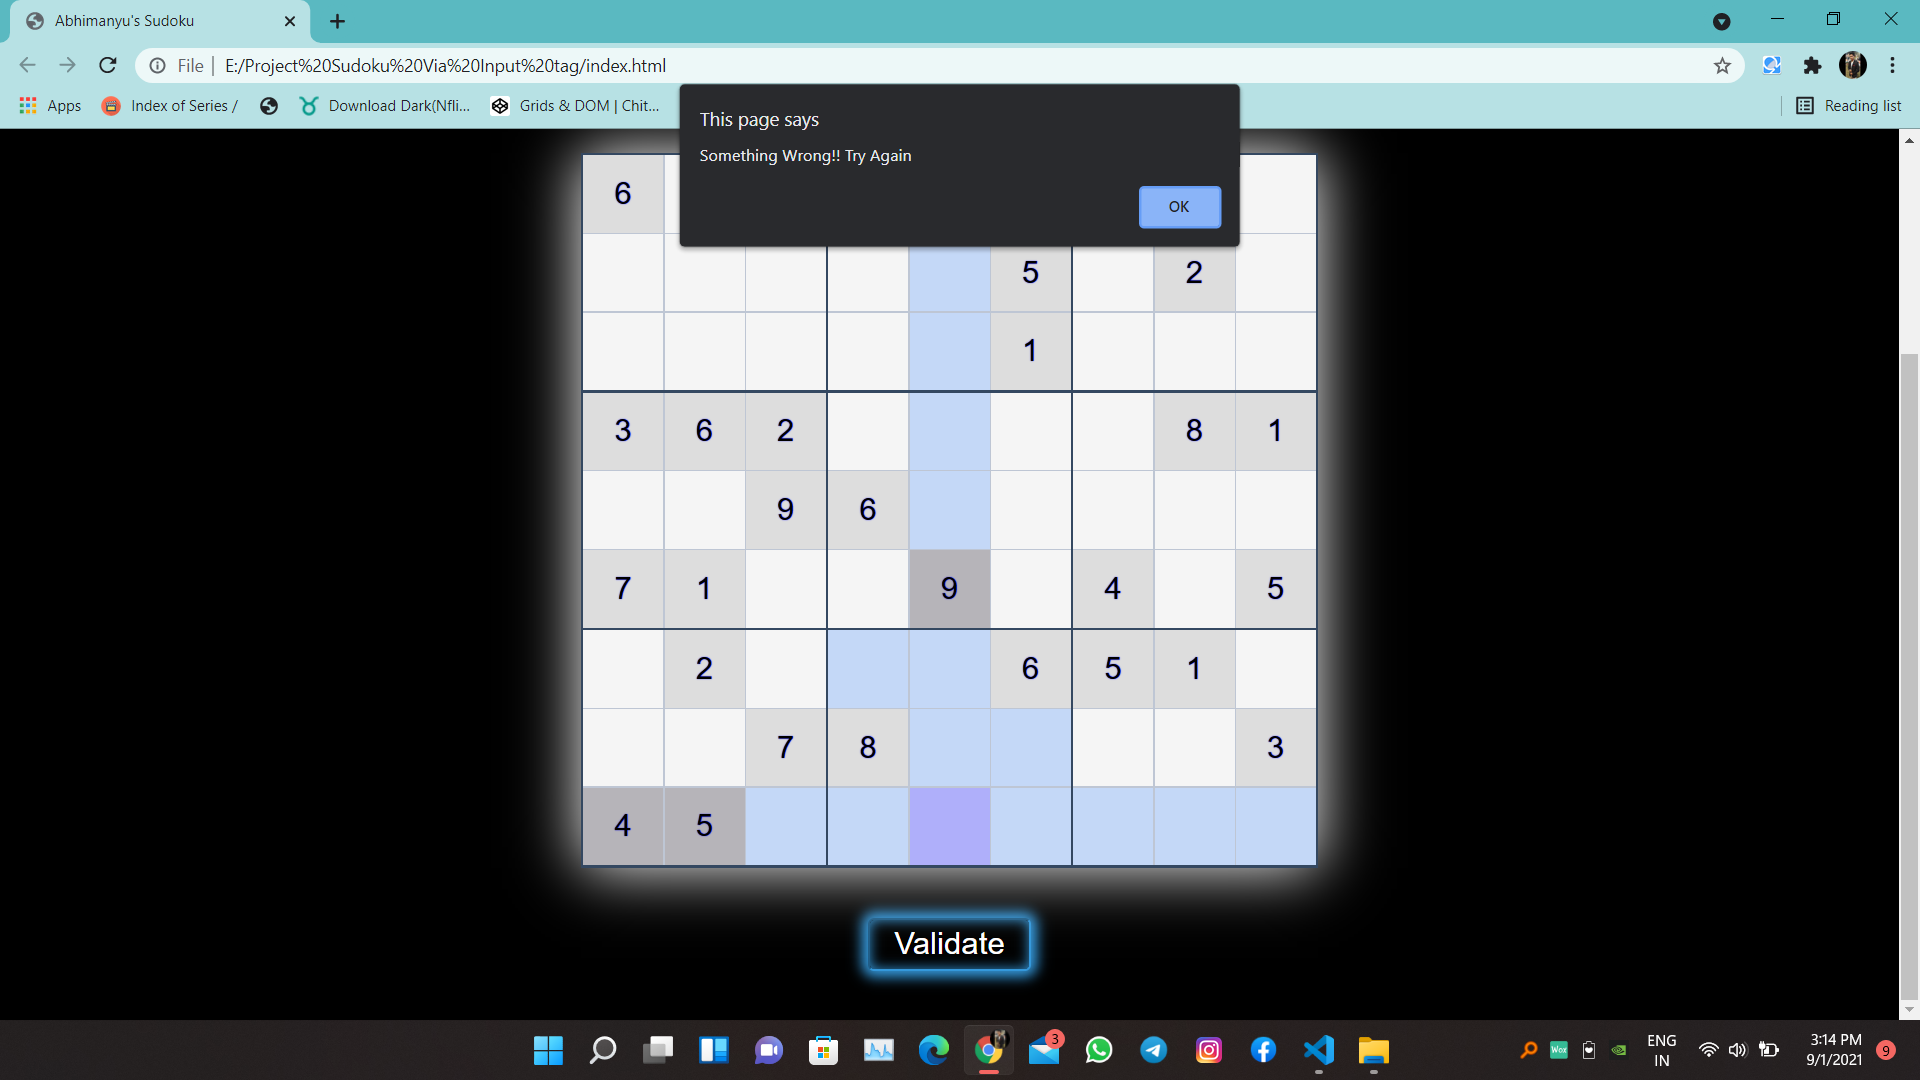 Abhimanyu's Sudoku
File E:/Project%20Sudoku%20Via%20Input%20tag/index.html
Apps Index of Series / Download Dark(Nfli... Grids & DOM | Chit... Reading list
This page says
Something Wrong!! Try Again
OK
6
5 2
1
3 6 2 8 1
9 6
7 1 9 4 5
2 6 5 1
7 8 3
4 5
Validate
3
Wox
ENG
IN
3:14 PM
9/1/2021
9